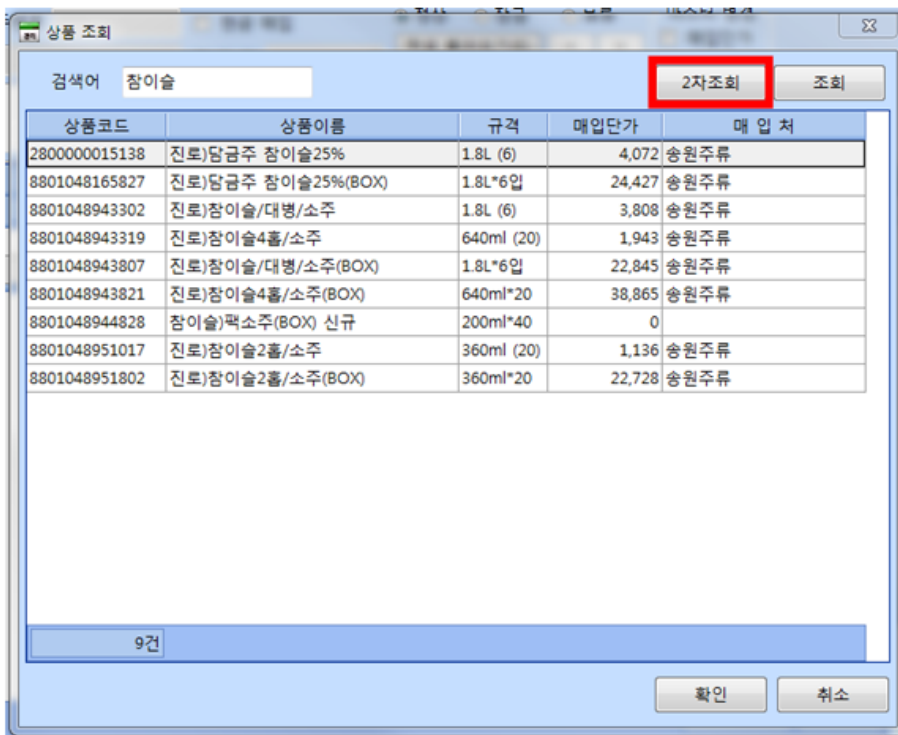 상품 조회
검색어 참이슬 2차조회 조회
상품코드 상품이름 규격 매입단가 매 입 처
2800000015138 진로)담금주 참이슬25% 1.8L (6) 4,072 송원주류
8801048165827 진로)담금주 참이슬25%(BOX) 1.8L*6입 24,427 송원주류
8801048943302 진로)참이슬/대병/소주 1.8L (6) 3,808 송원주류
8801048943319 진로)참이슬4홉/소주 640ml (20) 1,943 송원주류
8801048943807 진로)참이슬/대병/소주(BOX) 1.8L*6입 22,845 송원주류
8801048943821 진로)참이슬4홉/소주(BOX) 640ml*20 38,865 송원주류
8801048944828 참이슬)팩소주(BOX) 신규 200ml*40 0
8801048951017 진로)참이슬2홉/소주 360ml (20) 1,136 송원주류
8801048951802 진로)참이슬2홉/소주(BOX) 360ml*20 22,728 송원주류
9건
확인 취소